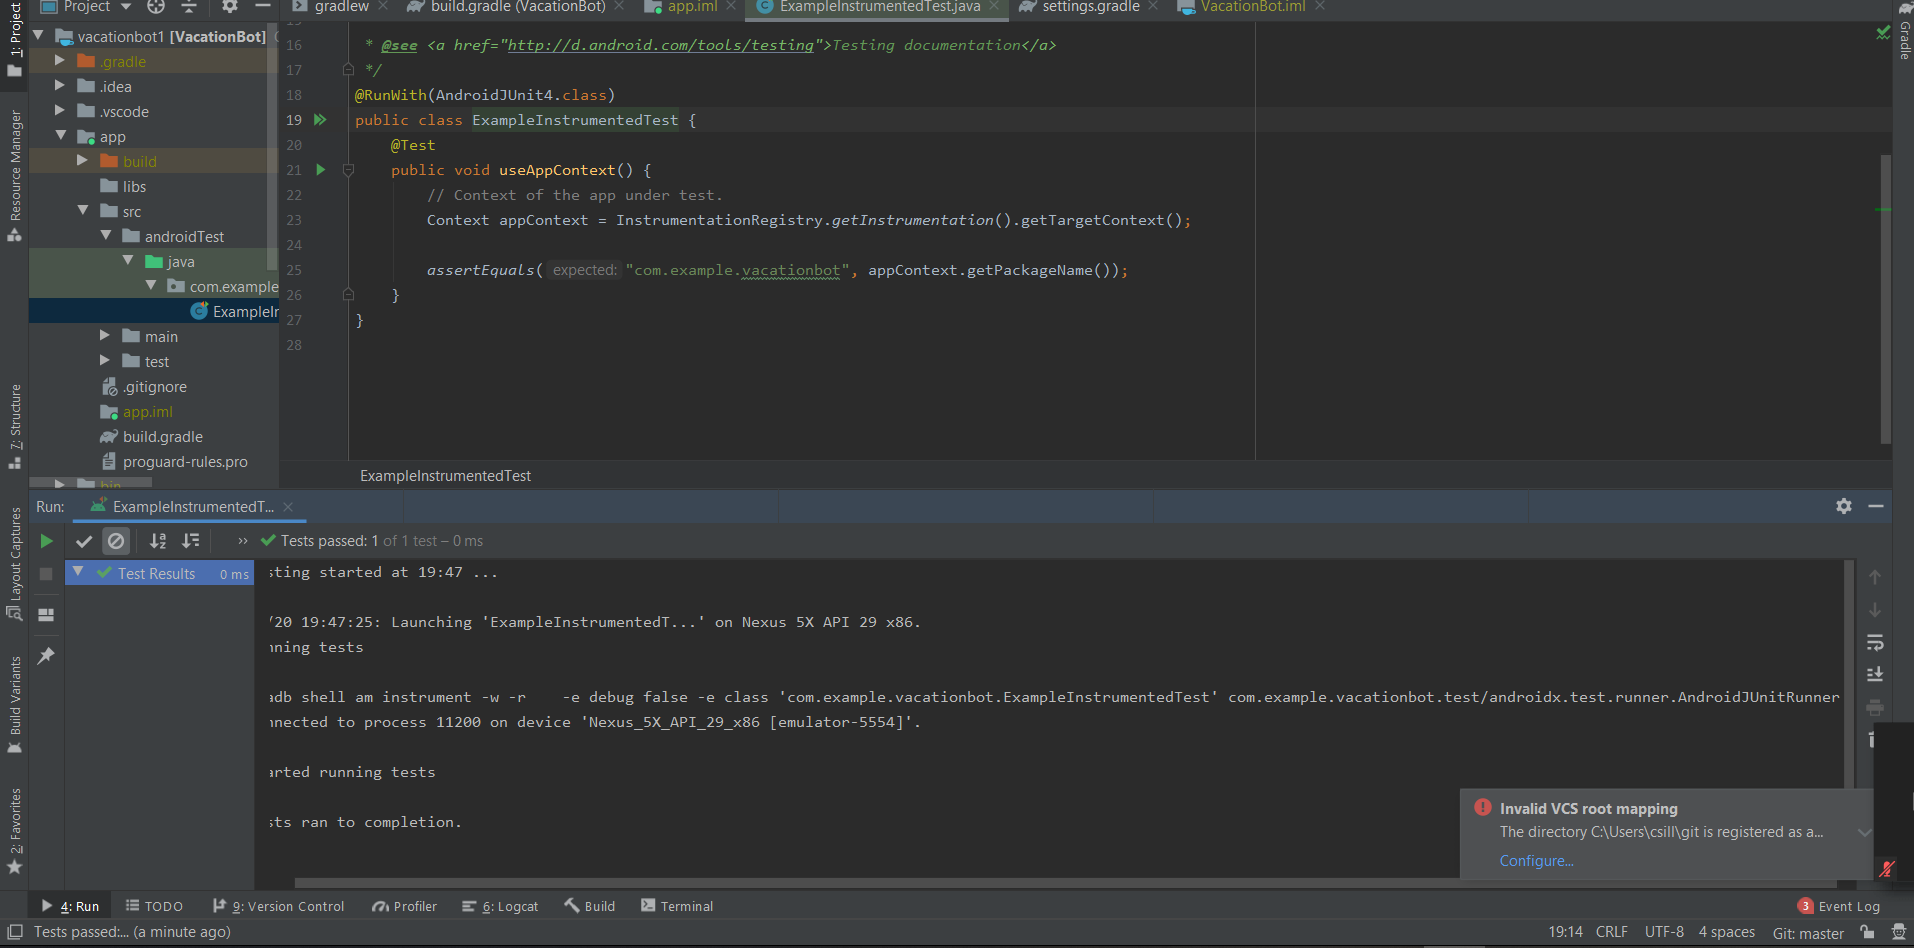 Project
gradlew
build.gradle (VacationBot)
app.iml
ExampleInstrumentedTest.java
settings.gradle
VacationBot.iml
1: Project
Resource Manager
7: Structure
Layout Captures
Build Variants
2: Favorites
Gradle
vacationbot1 [VacationBot]
.gradle
.idea
.vscode
app
build
libs
src
androidTest
java
com.example
ExampleIn
main
test
.gitignore
app.iml
build.gradle
proguard-rules.pro
bin
16 * @see <a href="http://d.android.com/tools/testing">Testing documentation</a>
17 */
18 @RunWith(AndroidJUnit4.class)
19 public class ExampleInstrumentedTest {
20 @Test
21 public void useAppContext() {
22 // Context of the app under test.
23 Context appContext = InstrumentationRegistry.getInstrumentation().getTargetContext();
24
25 assertEquals( expected: "com.example.vacationbot", appContext.getPackageName());
26 }
27 }
28
ExampleInstrumentedTest
Run: ExampleInstrumentedT...
Tests passed: 1 of 1 test – 0 ms
Test Results 0 ms
sting started at 19:47 ...
/20 19:47:25: Launching 'ExampleInstrumentedT...' on Nexus 5X API 29 x86.
nning tests
adb shell am instrument -w -r -e debug false -e class 'com.example.vacationbot.ExampleInstrumentedTest' com.example.vacationbot.test/androidx.test.runner.AndroidJUnitRunner
nnected to process 11200 on device 'Nexus_5X_API_29_x86 [emulator-5554]'.
arted running tests
sts ran to completion.
Invalid VCS root mapping
The directory C:\Users\csill\git is registered as a...
Configure...
4: Run
TODO
9: Version Control
Profiler
6: Logcat
Build
Terminal
3 Event Log
Tests passed:... (a minute ago)
19:14 CRLF UTF-8 4 spaces Git: master